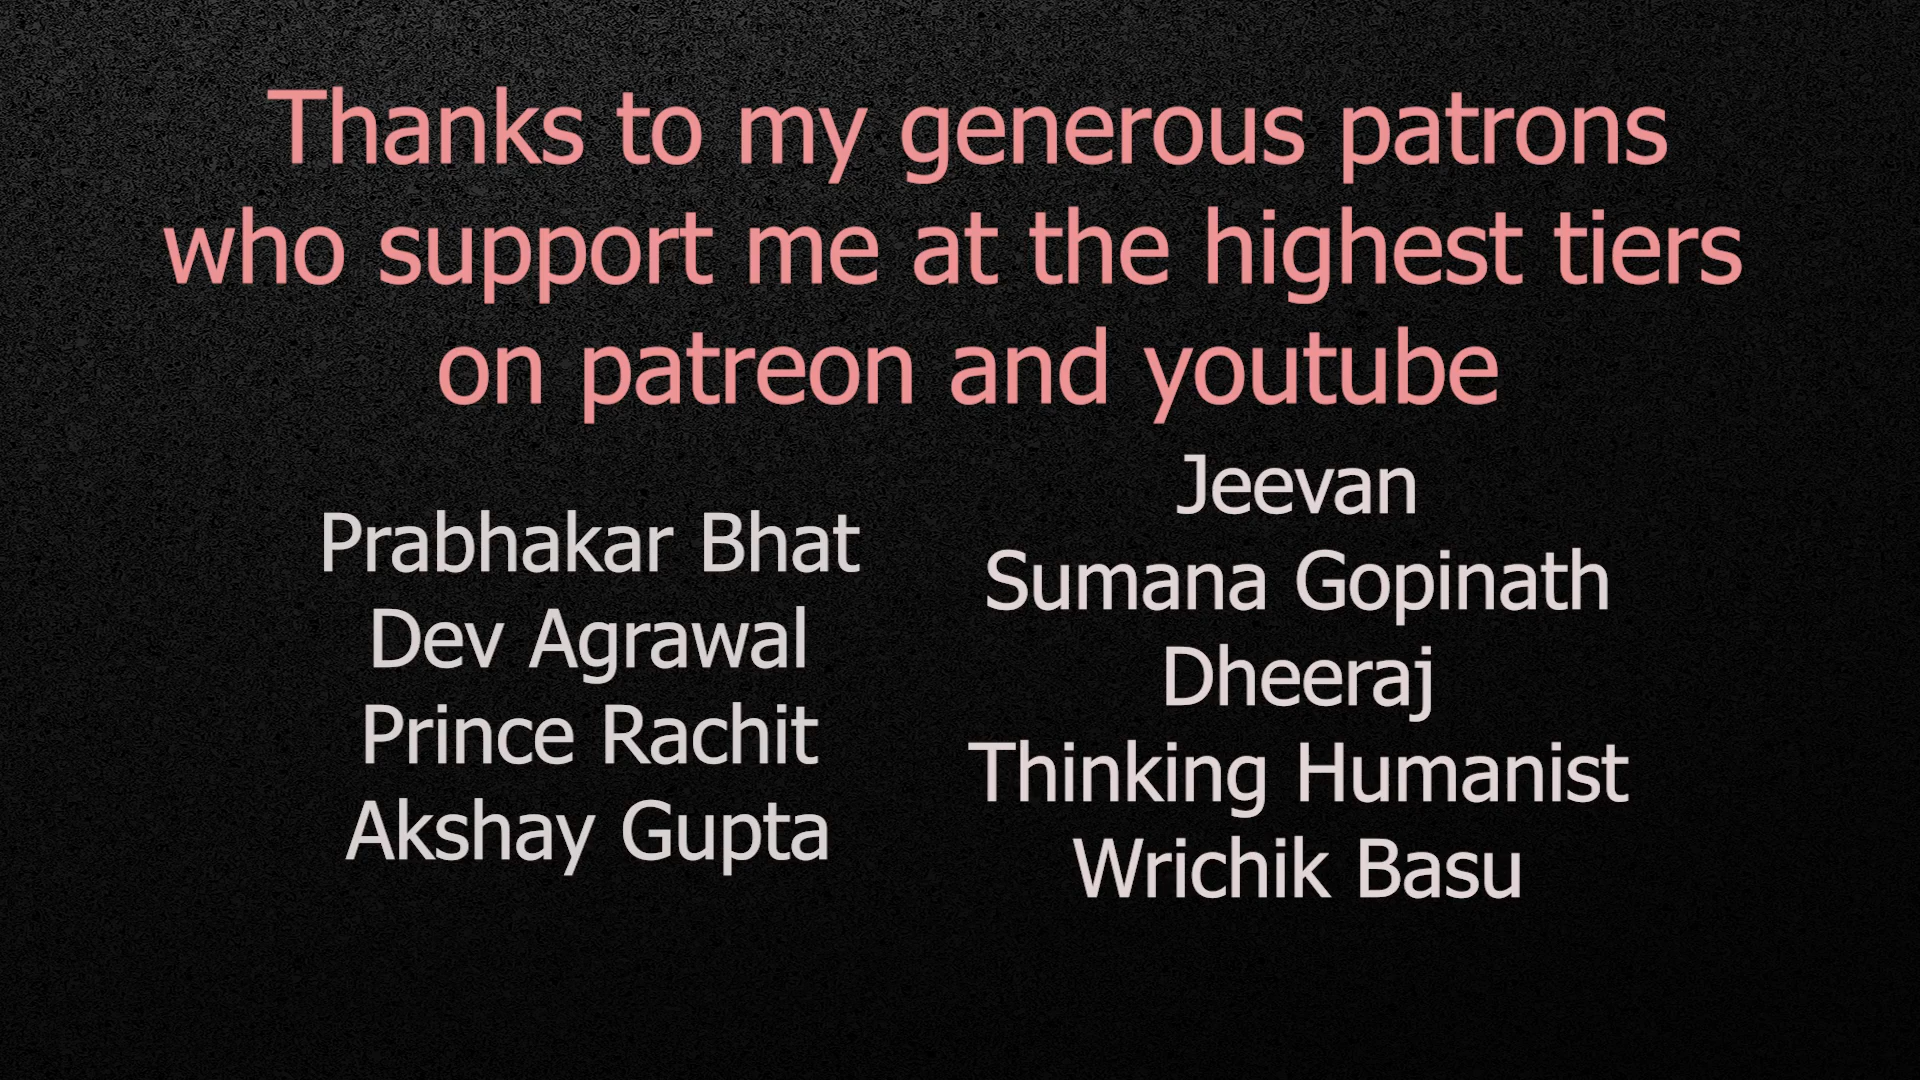 Thanks to my generous patrons
who support me at the highest tiers
on patreon and youtube
Prabhakar Bhat
Dev Agrawal
Prince Rachit
Akshay Gupta
Jeevan
Sumana Gopinath
Dheeraj
Thinking Humanist
Wrichik Basu